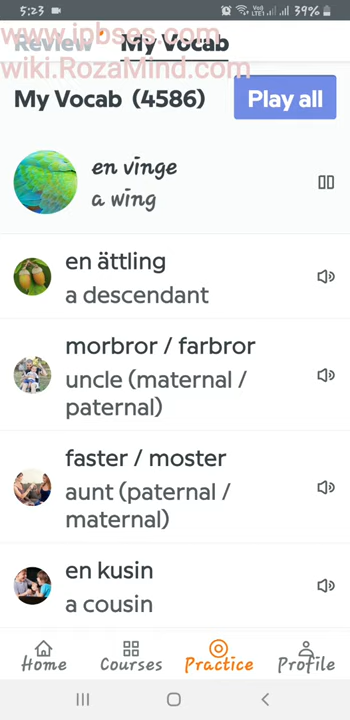 5:23
39%
www.ipbses.com
wiki.RozaMind.com
Review
My Vocab
My Vocab (4586)
Play all
en vinge
a wing
en ättling
a descendant
morbror / farbror
uncle (maternal /
paternal)
faster / moster
aunt (paternal /
maternal)
en kusin
a cousin
Home
Courses
Practice
Profile